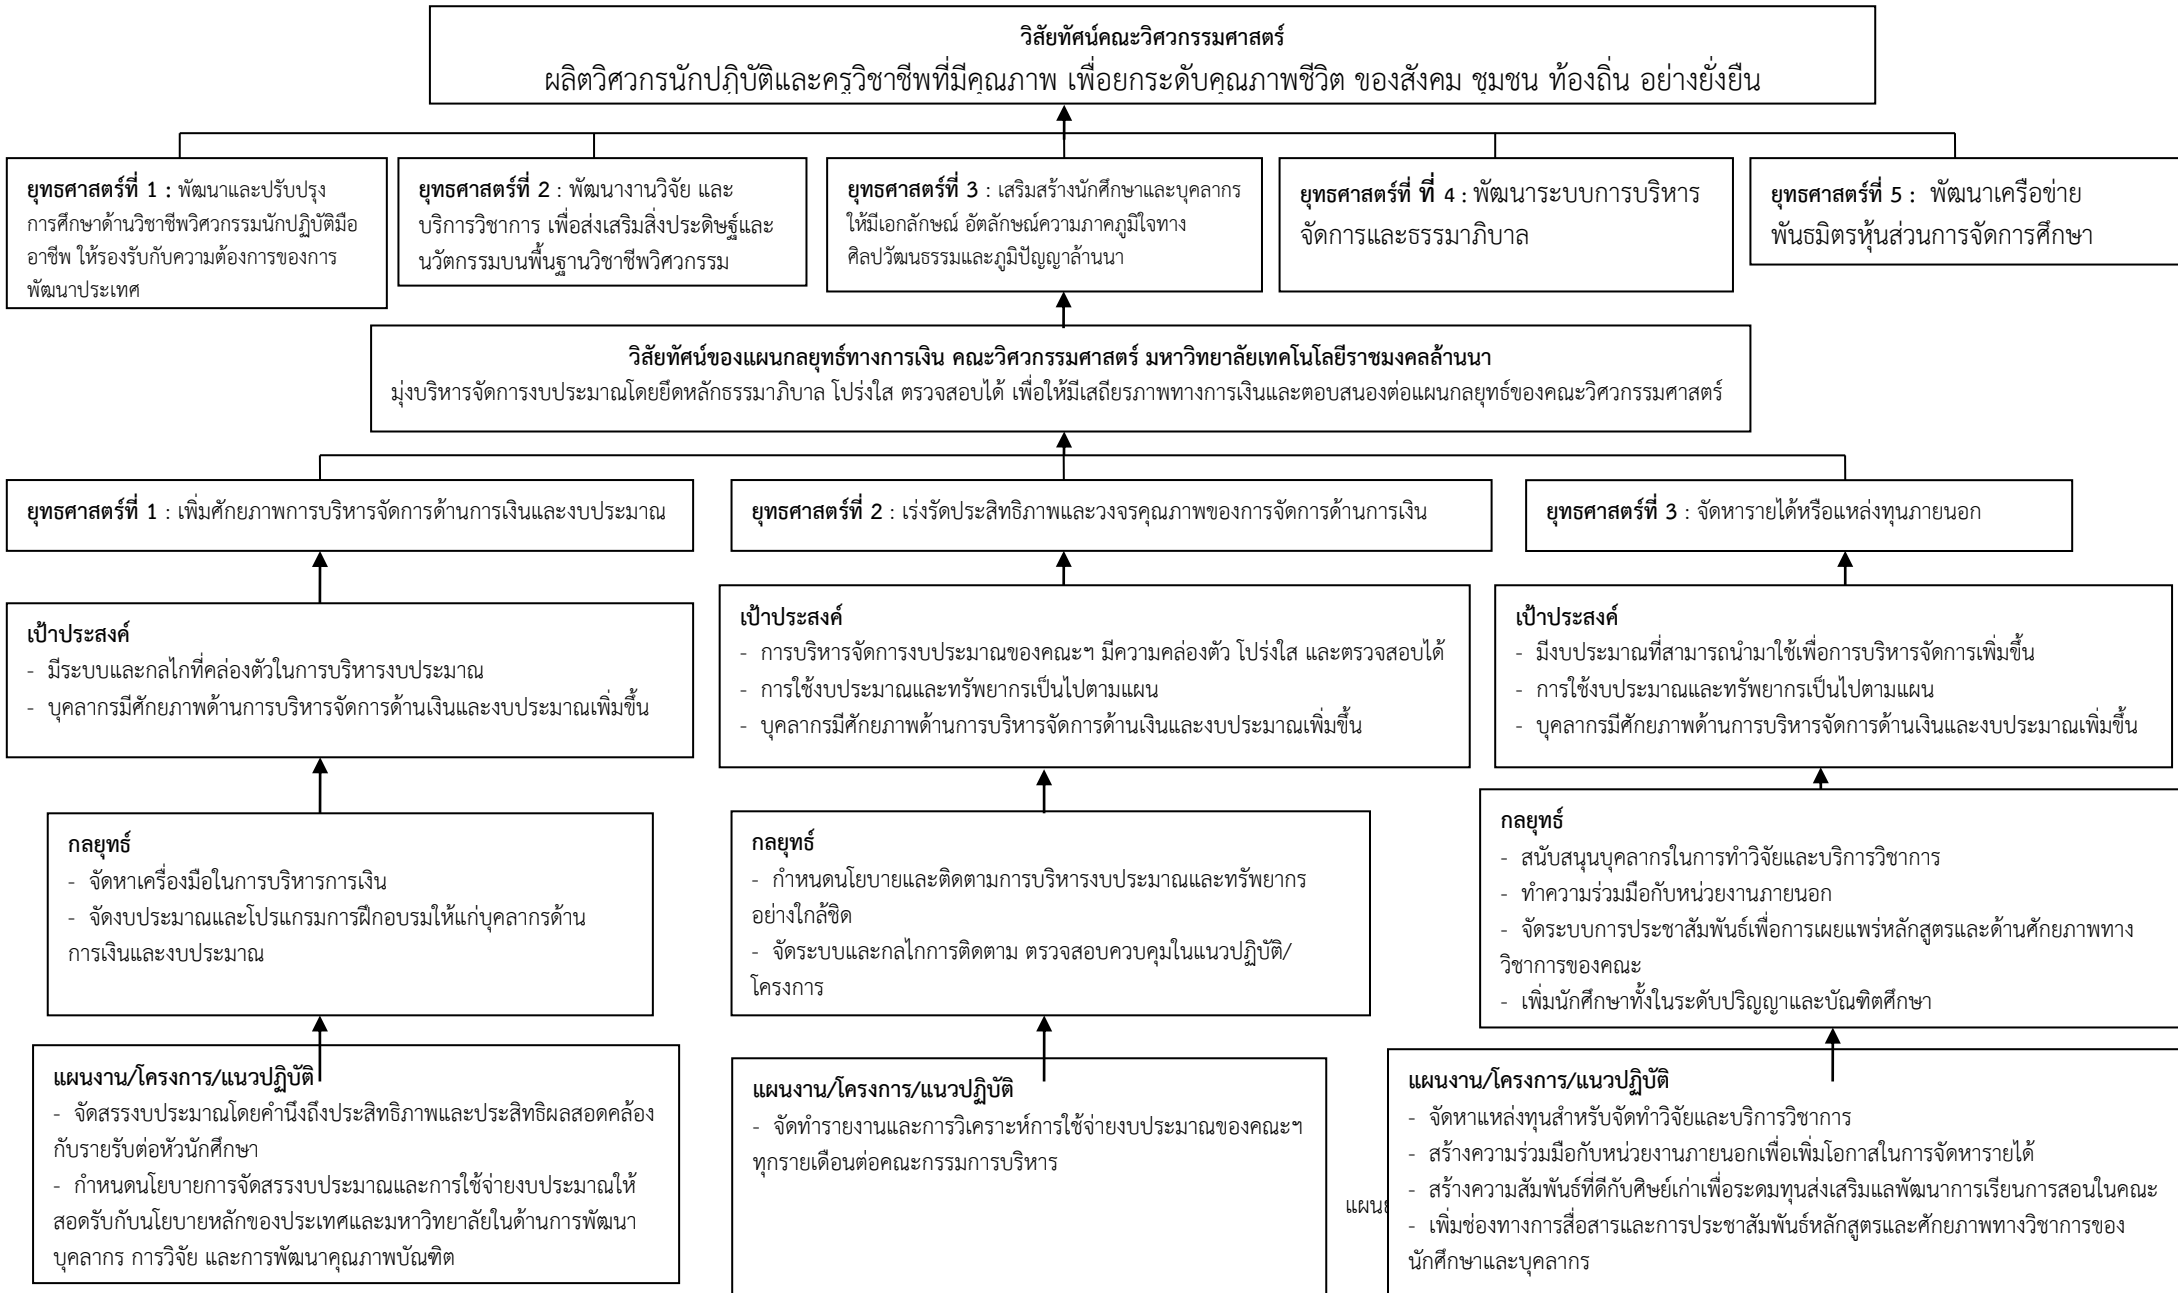 วิสัยทัศน์คณะวิศวกรรมศาสตร์
ผลิตวิศวกรนักปฏิบัติและครูวิชาชีพที่มีคุณภาพ เพื่อยกระดับคุณภาพชีวิต ของสังคม ชุมชน ท้องถิ่น อย่างยั่งยืน
ยุทธศาสตร์ที่ 1 : พัฒนาและปรับปรุง
การศึกษาด้านวิชาชีพวิศวกรรมนักปฏิบัติมือ
อาชีพ ให้รองรับกับความต้องการของการ
พัฒนาประเทศ
ยุทธศาสตร์ที่ 2 : พัฒนางานวิจัย และ
บริการวิชาการ เพื่อส่งเสริมสิ่งประดิษฐ์และ
นวัตกรรมบนพื้นฐานวิชาชีพวิศวกรรม
ยุทธศาสตร์ที่ 3 : เสริมสร้างนักศึกษาและบุคลากร
ให้มีเอกลักษณ์ อัตลักษณ์ความภาคภูมิใจทาง
ศิลปวัฒนธรรมและภูมิปัญญาล้านนา
ยุทธศาสตร์ที่ ที่ 4 : พัฒนาระบบการบริหาร
จัดการและธรรมาภิบาล
ยุทธศาสตร์ที่ 5 : พัฒนาเครือข่าย
พันธมิตรหุ้นส่วนการจัดการศึกษา
วิสัยทัศน์ของแผนกลยุทธ์ทางการเงิน คณะวิศวกรรมศาสตร์ มหาวิทยาลัยเทคโนโลยีราชมงคลล้านนา
มุ่งบริหารจัดการงบประมาณโดยยึดหลักธรรมาภิบาล โปร่งใส ตรวจสอบได้ เพื่อให้มีเสถียรภาพทางการเงินและตอบสนองต่อแผนกลยุทธ์ของคณะวิศวกรรมศาสตร์
ยุทธศาสตร์ที่ 1 : เพิ่มศักยภาพการบริหารจัดการด้านการเงินและงบประมาณ
ยุทธศาสตร์ที่ 2 : เร่งรัดประสิทธิภาพและวงจรคุณภาพของการจัดการด้านการเงิน
ยุทธศาสตร์ที่ 3 : จัดหารายได้หรือแหล่งทุนภายนอก
เป้าประสงค์
- มีระบบและกลไกที่คล่องตัวในการบริหารงบประมาณ
- บุคลากรมีศักยภาพด้านการบริหารจัดการด้านเงินและงบประมาณเพิ่มขึ้น
เป้าประสงค์
- การบริหารจัดการงบประมาณของคณะฯ มีความคล่องตัว โปร่งใส และตรวจสอบได้
- การใช้งบประมาณและทรัพยากรเป็นไปตามแผน
- บุคลากรมีศักยภาพด้านการบริหารจัดการด้านเงินและงบประมาณเพิ่มขึ้น
เป้าประสงค์
- มีงบประมาณที่สามารถนำมาใช้เพื่อการบริหารจัดการเพิ่มขึ้น
- การใช้งบประมาณและทรัพยากรเป็นไปตามแผน
- บุคลากรมีศักยภาพด้านการบริหารจัดการด้านเงินและงบประมาณเพิ่มขึ้น
กลยุทธ์
- จัดหาเครื่องมือในการบริหารการเงิน
- จัดงบประมาณและโปรแกรมการฝึกอบรมให้แก่บุคลากรด้าน
การเงินและงบประมาณ
กลยุทธ์
- กำหนดนโยบายและติดตามการบริหารงบประมาณและทรัพยากร
อย่างใกล้ชิด
- จัดระบบและกลไกการติดตาม ตรวจสอบควบคุมในแนวปฏิบัติ/
โครงการ
กลยุทธ์
- สนับสนุนบุคลากรในการทำวิจัยและบริการวิชาการ
- ทำความร่วมมือกับหน่วยงานภายนอก
- จัดระบบการประชาสัมพันธ์เพื่อการเผยแพร่หลักสูตรและด้านศักยภาพทาง
วิชาการของคณะ
- เพิ่มนักศึกษาทั้งในระดับปริญญาและบัณฑิตศึกษา
แผนงาน/โครงการ/แนวปฏิบัติ
- จัดสรรงบประมาณโดยคำนึงถึงประสิทธิภาพและประสิทธิผลสอดคล้อง
กับรายรับต่อหัวนักศึกษา
- กำหนดนโยบายการจัดสรรงบประมาณและการใช้จ่ายงบประมาณให้
สอดรับกับนโยบายหลักของประเทศและมหาวิทยาลัยในด้านการพัฒนา
บุคลากร การวิจัย และการพัฒนาคุณภาพบัณฑิต
แผนงาน/โครงการ/แนวปฏิบัติ
- จัดทำรายงานและการวิเคราะห์การใช้จ่ายงบประมาณของคณะฯ
ทุกรายเดือนต่อคณะกรรมการบริหาร
แผน
แผนงาน/โครงการ/แนวปฏิบัติ
- จัดหาแหล่งทุนสำหรับจัดทำวิจัยและบริการวิชาการ
- สร้างความร่วมมือกับหน่วยงานภายนอกเพื่อเพิ่มโอกาสในการจัดหารายได้
- สร้างความสัมพันธ์ที่ดีกับศิษย์เก่าเพื่อระดมทุนส่งเสริมแลพัฒนาการเรียนการสอนในคณะ
- เพิ่มช่องทางการสื่อสารและการประชาสัมพันธ์หลักสูตรและศักยภาพทางวิชาการของ
นักศึกษาและบุคลากร